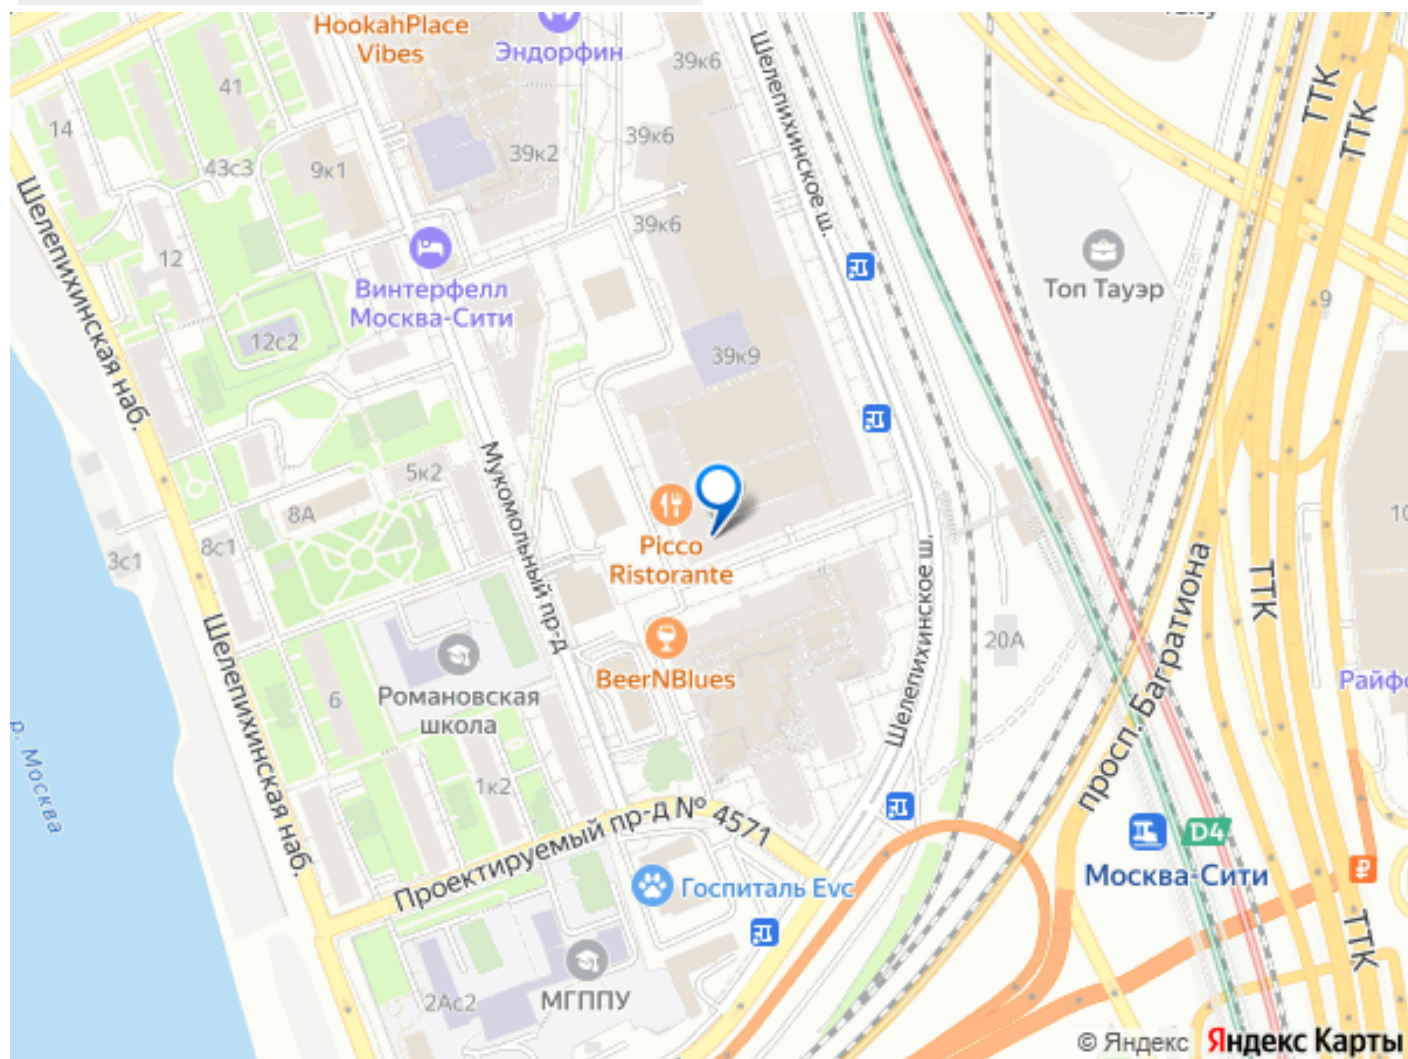 HookahPlace
Vibes
Эндорфин
39к6
Шелепихинское ш.
ТТК
ТТК
41
14
39к6
39к2
43с3
9к1
Шелепихинская наб.
39к6
12
Винтерфелл
Москва-Сити
Топ Тауэр
9
12с2
39к9
Мукомольный пр-д
5к2
8А
8с1
3с1
Picco
Ristorante
Шелепихинское ш.
просп. Багратиона
ТТК
10
Шелепихинская наб.
20А
BeerNBlues
Романовская
школа
6
Райфо
р. Москва
1к2
Проектируемый пр-д № 4571
D4
Москва-Сити
Госпиталь Evc
ТТК
2Ас2
МГППУ
© Яндекс Яндекс Карты